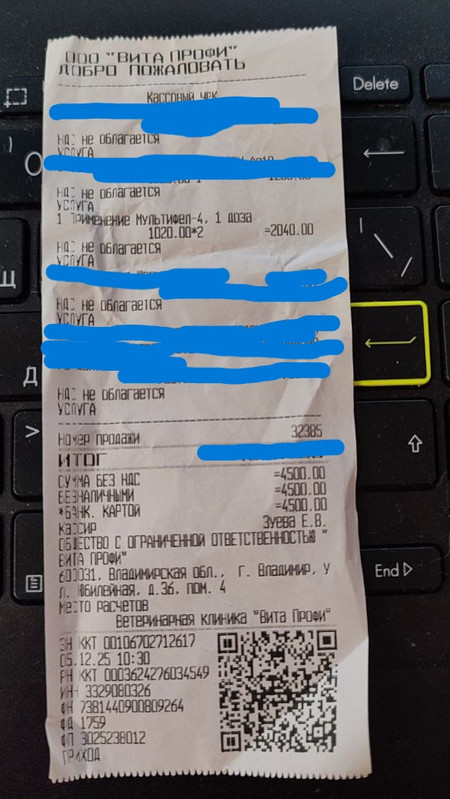 ООО "ВИТА ПРОФИ"
ДОБРО ПОЖАЛОВАТЬ
Кассовый чек
НДС не облагается
УСЛУГА
НДС не облагается
УСЛУГА
1 Применение Мультифел-4, 1 доза
1020.00*2 =2040.00
НДС не облагается
УСЛУГА
НДС не облагается
УСЛУГА
НДС не облагается
УСЛУГА
Номер продажи 32385
ИТОГ
СУММА БЕЗ НДС =4500.00
БЕЗНАЛИЧНЫМИ =4500.00
*БАНК. КАРТОЙ =4500.00
Кассир Зуева Е.В.
ОБЩЕСТВО С ОГРАНИЧЕННОЙ ОТВЕТСТВЕННОСТЬЮ "
ВИТА ПРОФИ"
600031, Владимирская обл., г. Владимир, у
л. Юбилейная, д.36, пом. 4
Место расчетов
Ветеринарная клиника "Вита Профи"
ЗН ККТ 00106702712617
05.12.25 10:30
РН ККТ 0003624276034549
ИНН 3329080326
ФН 7381440900809264
ФД 1759
ФП 3025238012
ПРИХОД
Delete
О
Щ
Д
>
End